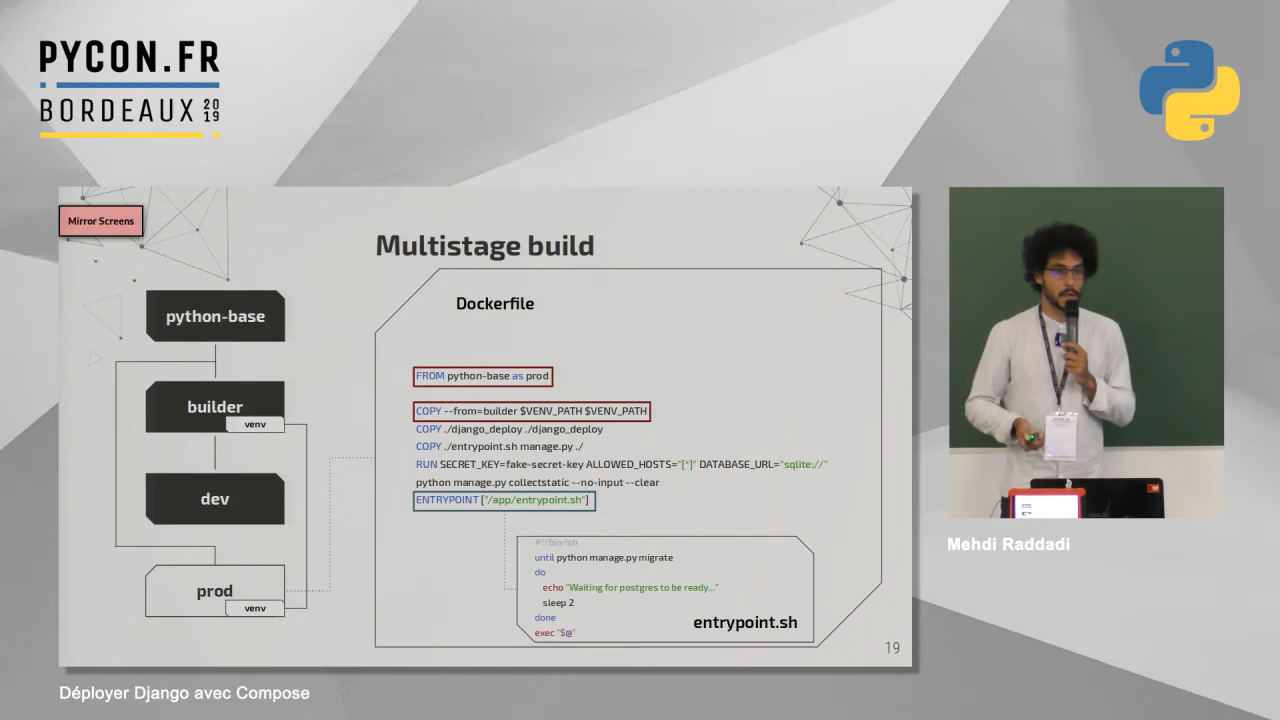 PYCON.FR
BORDEAUX 2019
Mirror Screens
Multistage build
python-base
builder
venv
dev
prod
venv
Dockerfile
FROM python-base as prod
COPY --from=builder $VENV_PATH $VENV_PATH
COPY ./django_deploy ./django_deploy
COPY ./entrypoint.sh manage.py ./
RUN SECRET_KEY=fake-secret-key ALLOWED_HOSTS="[*]" DATABASE_URL="sqlite://"
python manage.py collectstatic --no-input --clear
ENTRYPOINT ["/app/entrypoint.sh"]
#!/bin/sh
until python manage.py migrate
do
echo "Waiting for postgres to be ready..."
sleep 2
done
exec "$@"
entrypoint.sh
19
Mehdi Raddadi
Déployer Django avec Compose